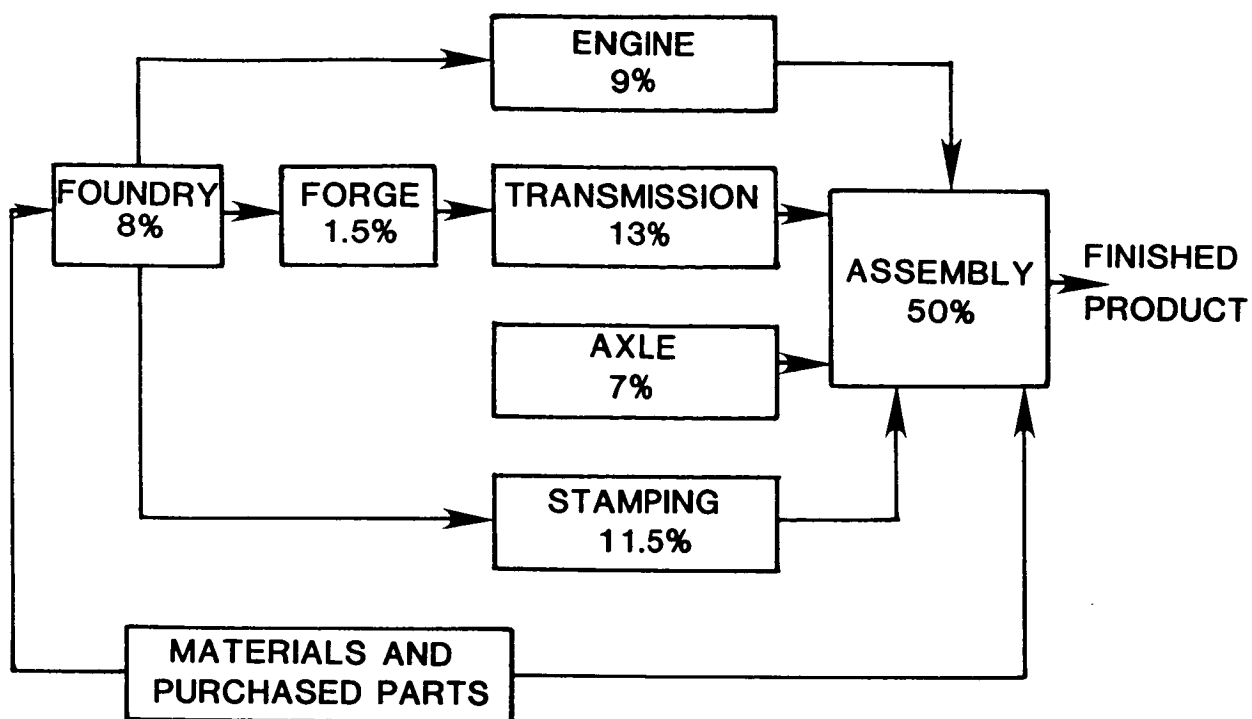 ENGINE
9%
FOUNDRY
8%
FORGE
1.5%
TRANSMISSION
13%
ASSEMBLY
50%
FINISHED
PRODUCT
AXLE
7%
STAMPING
11.5%
MATERIALS AND
PURCHASED PARTS